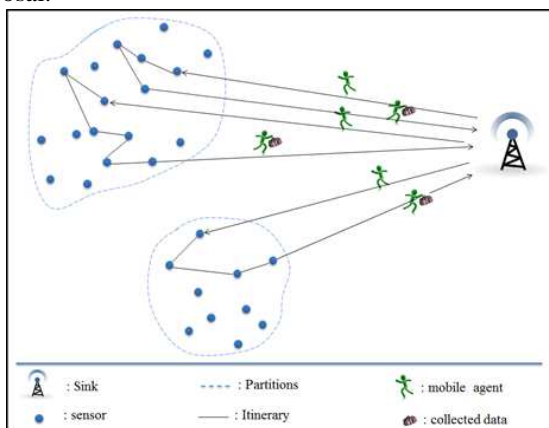 : Sink : Partitions : mobile agent
: sensor : Itinerary : collected data